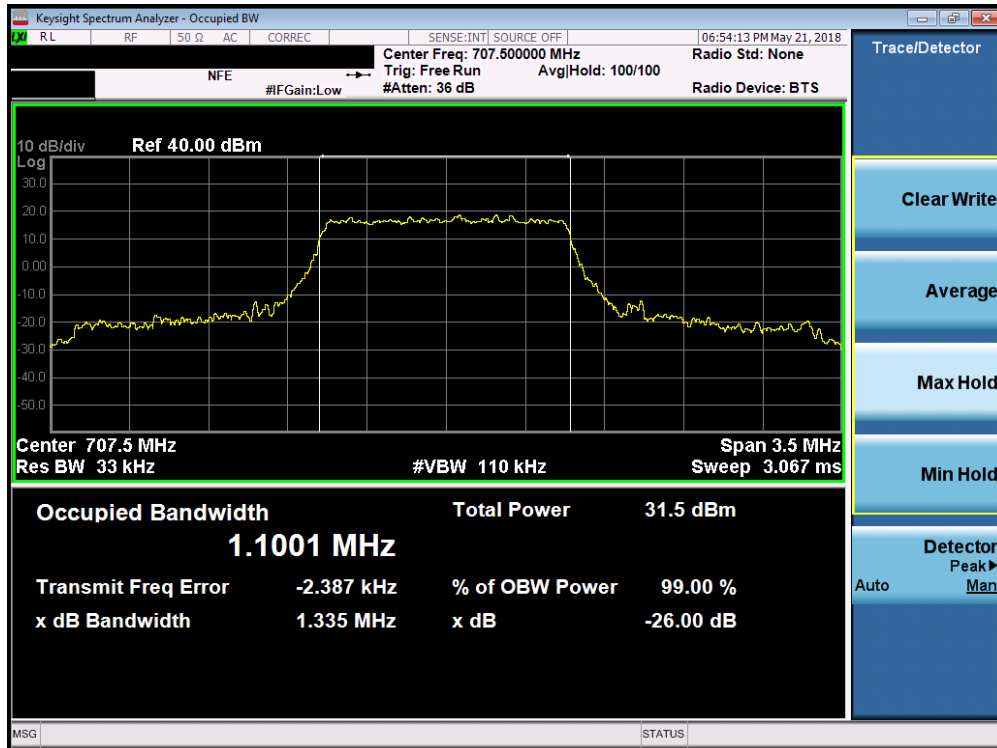 Keysight Spectrum Analyzer - Occupied BW
LXI RL RF 50 Ω AC CORREC SENSE:INT SOURCE OFF 06:54:13 PM May 21, 2018
Center Freq: 707.500000 MHz Radio Std: None
NFE Trig: Free Run Avg|Hold: 100/100
#IFGain:Low #Atten: 36 dB Radio Device: BTS
10 dB/div Ref 40.00 dBm
Log
30.0
20.0
10.0
0.00
-10.0
-20.0
-30.0
-40.0
-50.0
Center 707.5 MHz Span 3.5 MHz
Res BW 33 kHz #VBW 110 kHz Sweep 3.067 ms
Occupied Bandwidth Total Power 31.5 dBm
1.1001 MHz
Transmit Freq Error -2.387 kHz % of OBW Power 99.00 %
x dB Bandwidth 1.335 MHz x dB -26.00 dB
MSG STATUS
Trace/Detector
Clear Write
Average
Max Hold
Min Hold
Detector
Peak▶
Auto Man